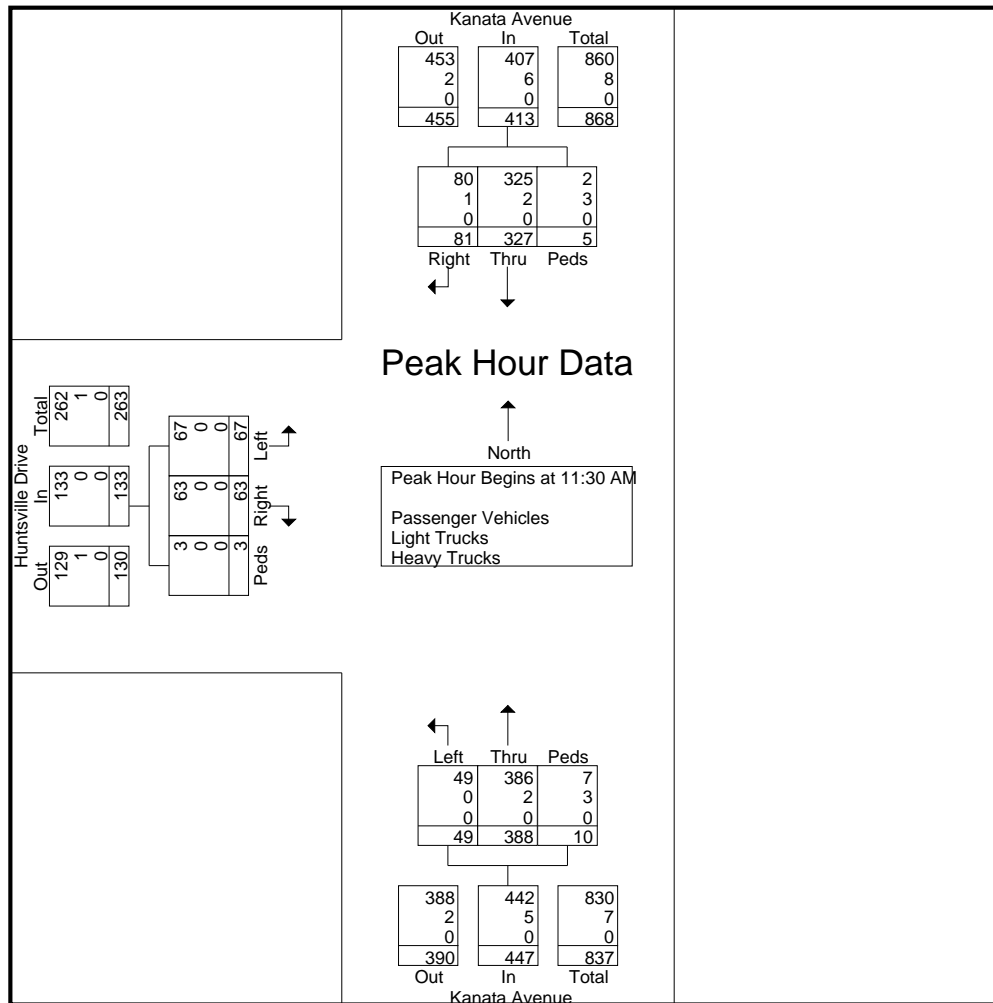 Kanata Avenue
Out In Total
453 407 860
2 6 8
0 0 0
455 413 868
80 325 2
1 2 3
0 0 0
81 327 5
Right Thru Peds
Peak Hour Data
North
Peak Hour Begins at 11:30 AM
Passenger Vehicles
Light Trucks
Heavy Trucks
Huntsville Drive
Out In Total
129 133 262
1 0 1
0 0 0
130 133 263
3 63 67
0 0 0
0 0 0
3 63 67
Peds Right Left
Left Thru Peds
49 386 7
0 2 3
0 0 0
49 388 10
388 442 830
2 5 7
0 0 0
390 447 837
Out In Total
Kanata Avenue